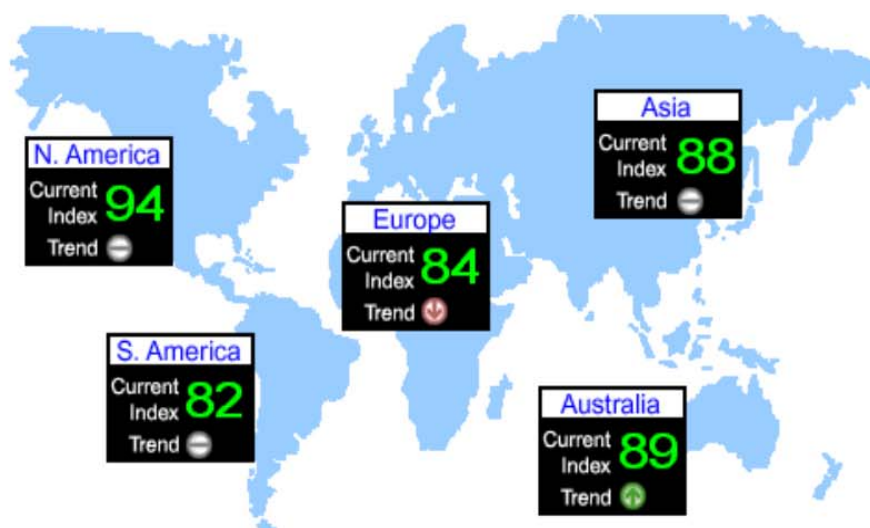 N. America
Current
Index 94
Trend
S. America
Current
Index 82
Trend
Europe
Current
Index 84
Trend
Asia
Current
Index 88
Trend
Australia
Current
Index 89
Trend